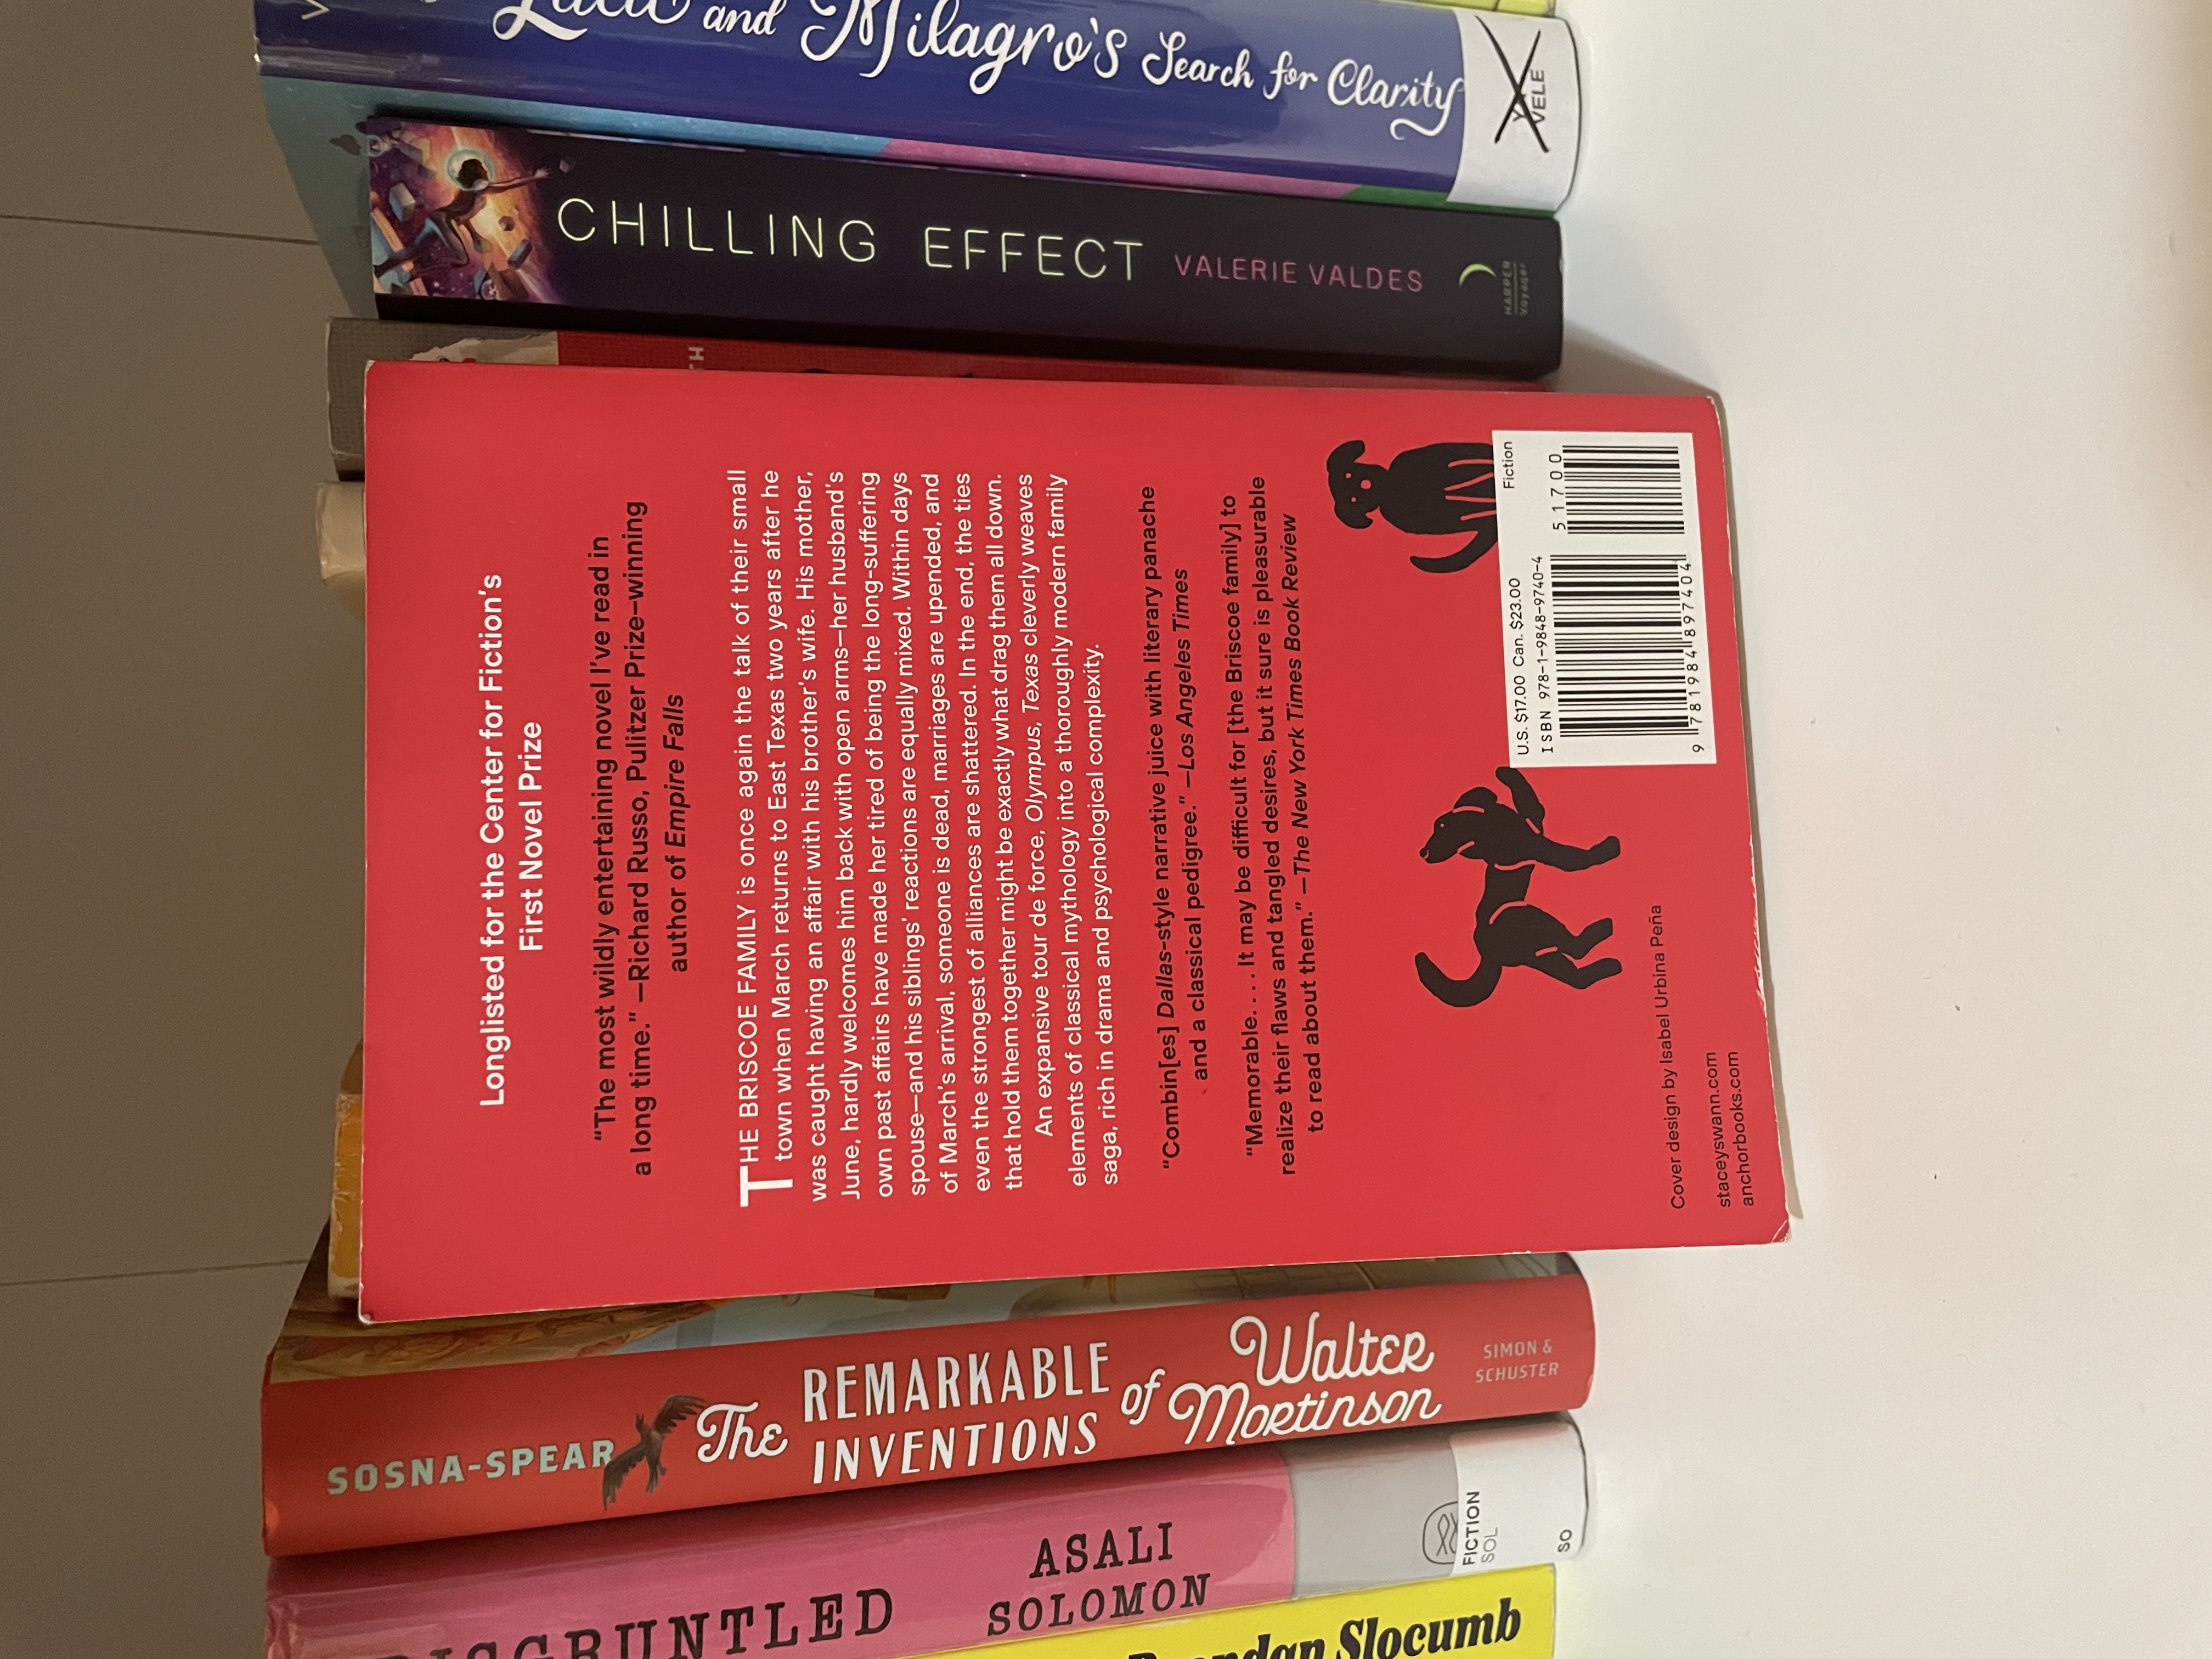 DISGRUNTLED
ASALI
SOLOMON
FICTION
SOL
SO
Slocumb
SOSNA-SPEAR
The REMARKABLE
INVENTIONS of Walter
Mortinson
SIMON &
SCHUSTER
Longlisted for the Center for Fiction's
First Novel Prize
“The most wildly entertaining novel I've read in
a long time.” —Richard Russo, Pulitzer Prize–winning
author of Empire Falls
THE BRISCOE FAMILY is once again the talk of their small
town when March returns to East Texas two years after he
was caught having an affair with his brother's wife. His mother,
June, hardly welcomes him back with open arms—her husband's
own past affairs have made her tired of being the long-suffering
spouse—and his siblings' reactions are equally mixed. Within days
of March's arrival, someone is dead, marriages are upended, and
even the strongest of alliances are shattered. In the end, the ties
that hold them together might be exactly what drag them all down.
An expansive tour de force, Olympus, Texas cleverly weaves
elements of classical mythology into a thoroughly modern family
saga, rich in drama and psychological complexity.
“Combin[es] Dallas-style narrative juice with literary panache
and a classical pedigree.” —Los Angeles Times
“Memorable. . . . It may be difficult for [the Briscoe family] to
realize their flaws and tangled desires, but it sure is pleasurable
to read about them.” —The New York Times Book Review
U.S. $17.00 Can. $23.00 Fiction
ISBN 978-1-9848-9740-4
51700
9 781984 897404
Cover design by Isabel Urbina Peña
staceyswann.com
anchorbooks.com
TH
CHILLING EFFECT VALERIE VALDES
HARPER
Voyager
and Milagro's Search for Clarity
VELE